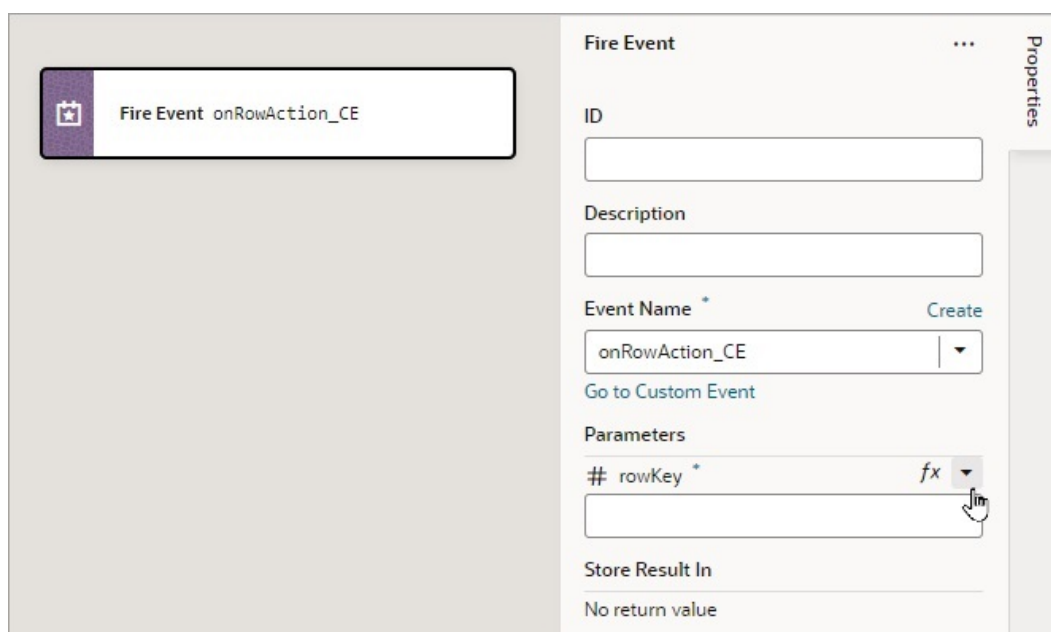 Fire Event onRowAction_CE
Fire Event
...
Properties
ID
Description
Event Name *
Create
onRowAction_CE
Go to Custom Event
Parameters
# rowKey *
fx
Store Result In
No return value